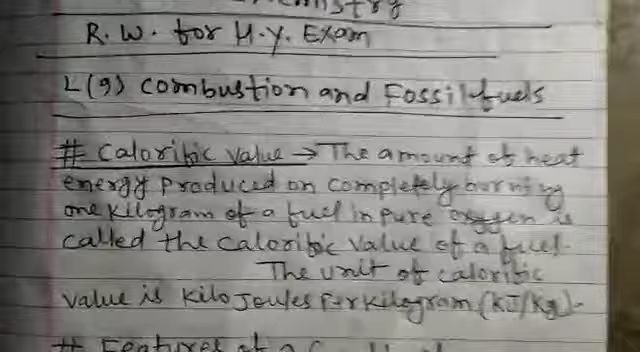 R. W. for H.Y. Exam
L(9) Combustion and Fossil fuels
# Calorific value → The amount of heat
energy produced on completely burning
one kilogram of a fuel in pure oxygen is
called the Calorific Value of a fuel.
The unit of calorific
value is kilo Joules Per kilogram (kJ/kg).
# Features of a